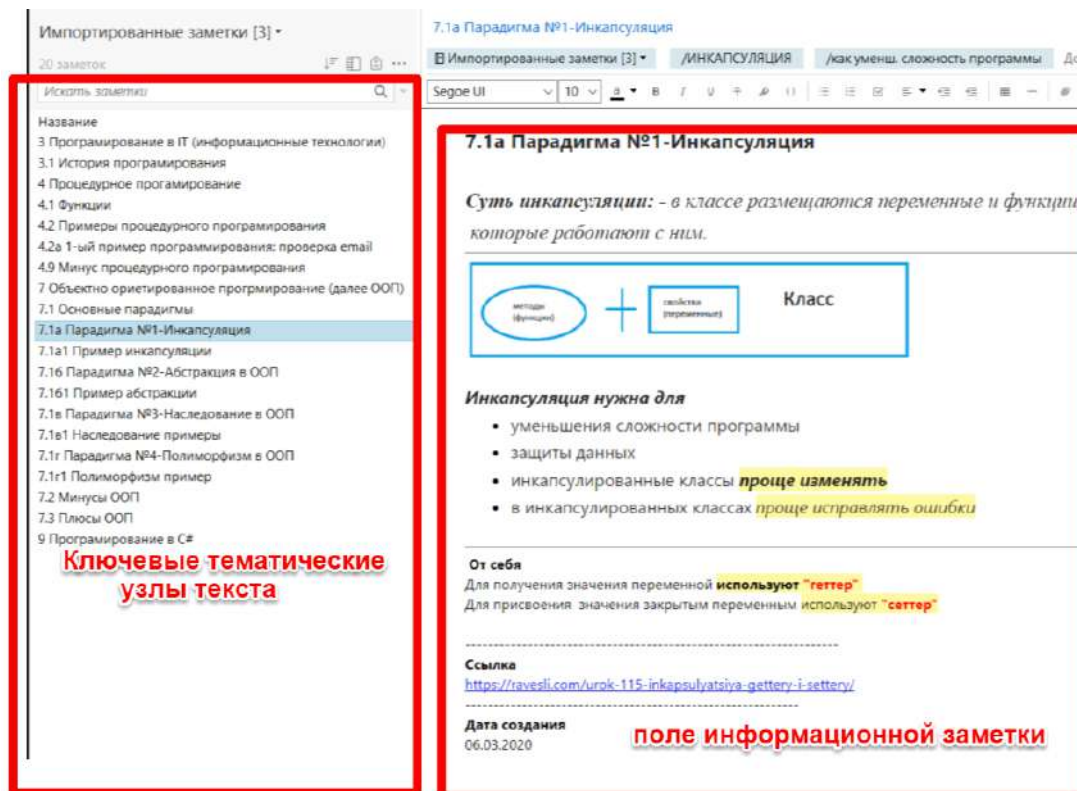 Импортированные заметки [3]
20 заметок
Искать заметки
Название
3 Програмирование в IT (информационные технологии)
3.1 История програмирования
4 Процедурное прогамирование
4.1 Функции
4.2 Примеры процедурного програмирования
4.2а 1-ый пример программирования: проверка email
4.9 Минус процедурного програмирования
7 Объектно ориетированное прогрмирование (далее ООП)
7.1 Основные парадигмы
7.1а Парадигма №1-Инкапсуляция
7.1а1 Пример инкапсуляции
7.1б Парадигма №2-Абстракция в ООП
7.1б1 Пример абстракции
7.1в Парадигма №3-Наследование в ООП
7.1в1 Наследование примеры
7.1г Парадигма №4-Полиморфизм в ООП
7.1г1 Полиморфизм пример
7.2 Минусы ООП
7.3 Плюсы ООП
9 Програмирование в C#
Ключевые тематические
узлы текста
7.1а Парадигма №1-Инкапсуляция
Импортированные заметки [3] /ИНКАПСУЛЯЦИЯ /как уменш. сложность программы
Segoe UI 10 a B I U
7.1а Парадигма №1-Инкапсуляция
Суть инкапсуляции: - в классе размещаются переменные и функции
которые работают с ним.
методы
(функции)
свойства
(переменные)
Класс
Инкапсуляция нужна для
• уменьшения сложности программы
• защиты данных
• инкапсулированные классы проще изменять
• в инкапсулированных классах проще исправлять ошибки
От себя
Для получения значения переменной используют "геттер"
Для присвоения значения закрытым переменным используют "сеттер"
Ссылка
https://ravesli.com/urok-115-inkapsulyatsiya-gettery-i-settery/
Дата создания
06.03.2020
поле информационной заметки